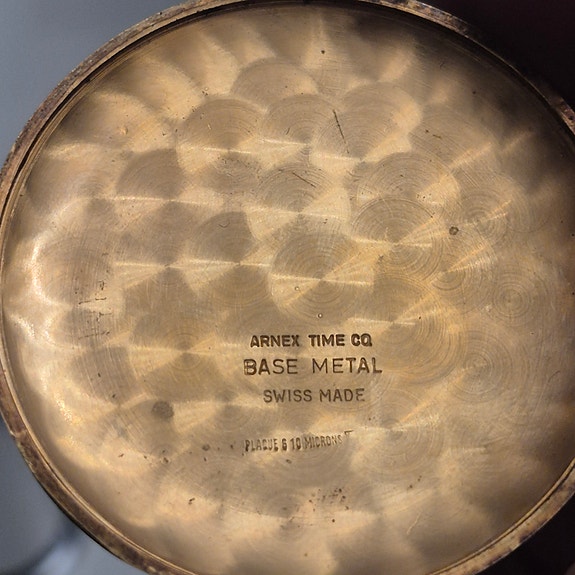 ARNEX TIME CO.
BASE METAL
SWISS MADE
PLAQUE G 10 MICRONS